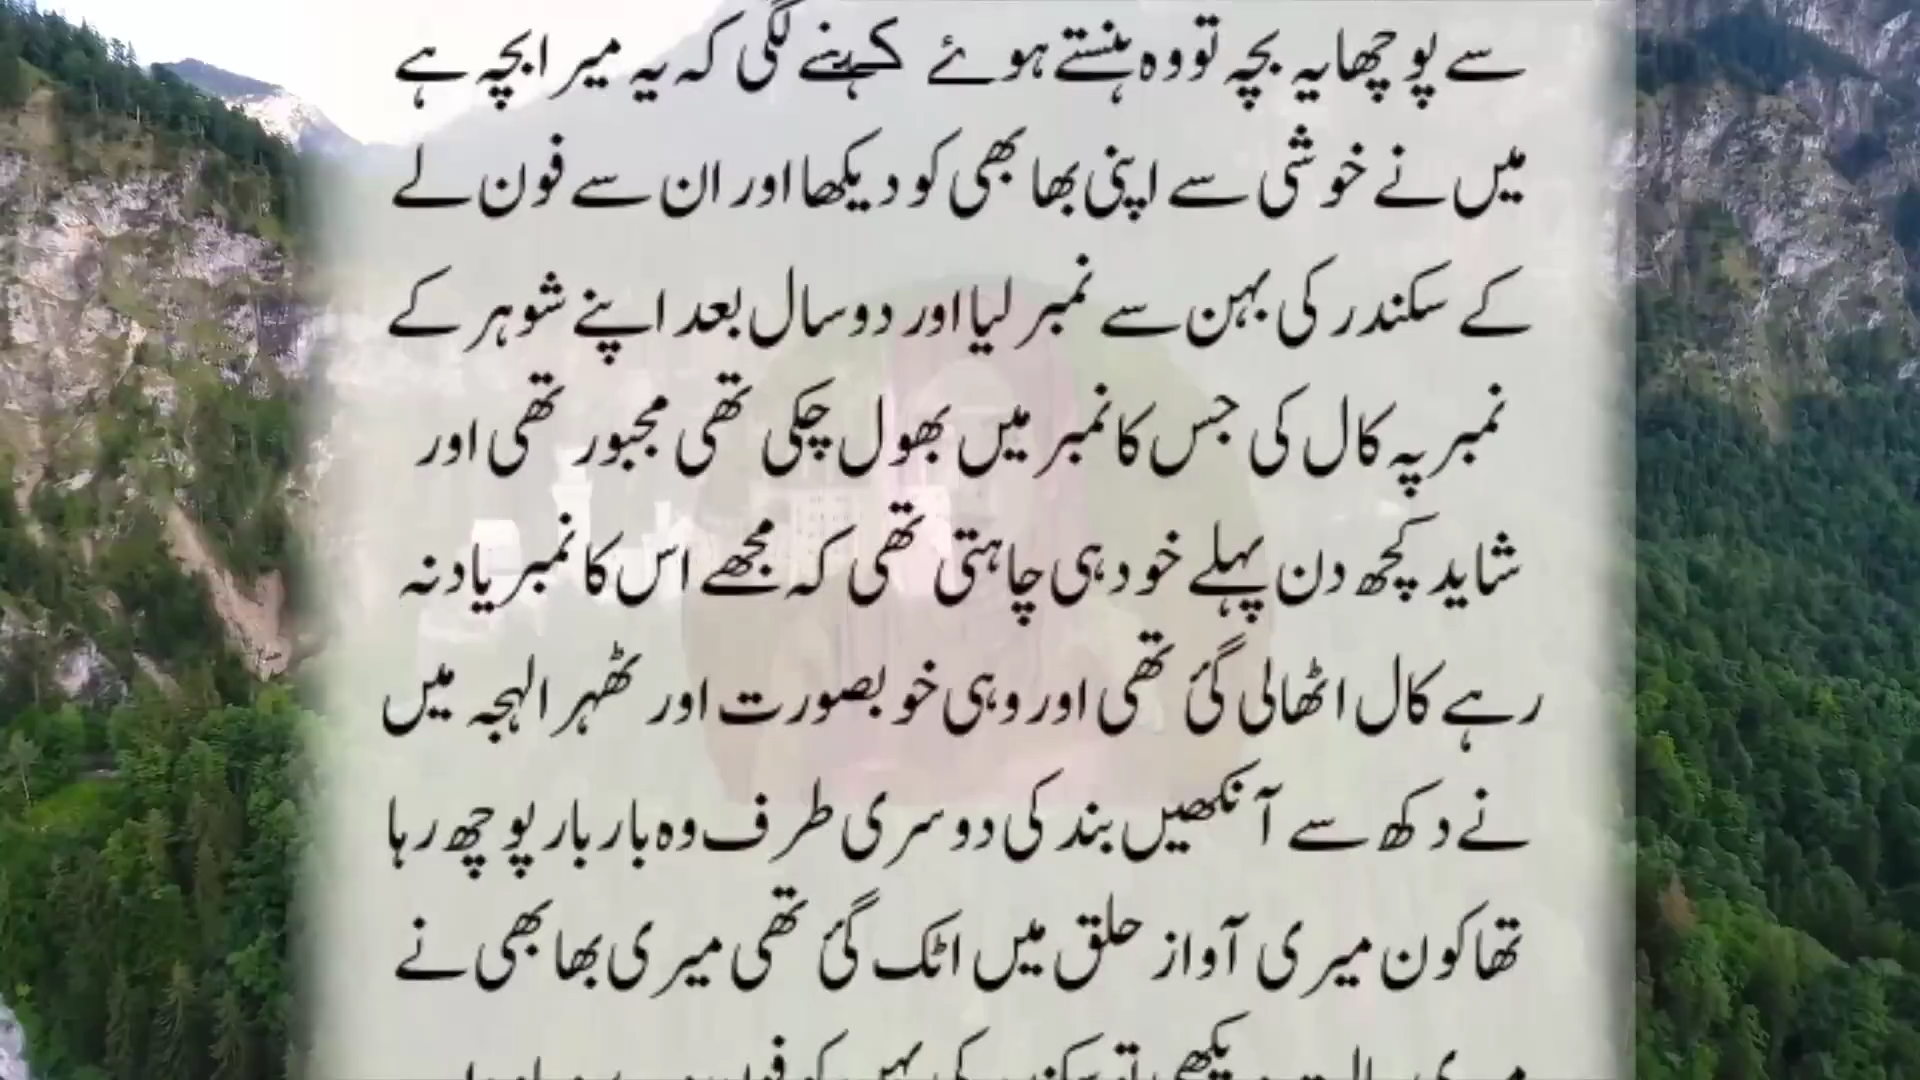 سے پوچھا یہ بچہ تو وہ ہنستے ہوئے کہنے لگی کہ یہ میرا بچہ ہے
میں نے خوشی سے اپنی بھابھی کو دیکھا اور ان سے فون لے
کے سکندر کی بہن سے نمبر لیا اور دو سال بعد اپنے شوہر کے
نمبر پہ کال کی جس کا نمبر میں بھول چکی تھی مجبور تھی اور
شاید کچھ دن پہلے خود ہی چاہتی تھی کہ مجھے اس کا نمبر یاد نہ
رہے کال اٹھا لی گئ تھی اور وہی خوبصورت اور ٹھہرا لہجہ میں
نے دکھ سے آنکھیں بند کی دوسری طرف وہ بار بار پوچھ رہا
تھا کون میری آواز حلق میں اٹک گئ تھی میری بھابھی نے